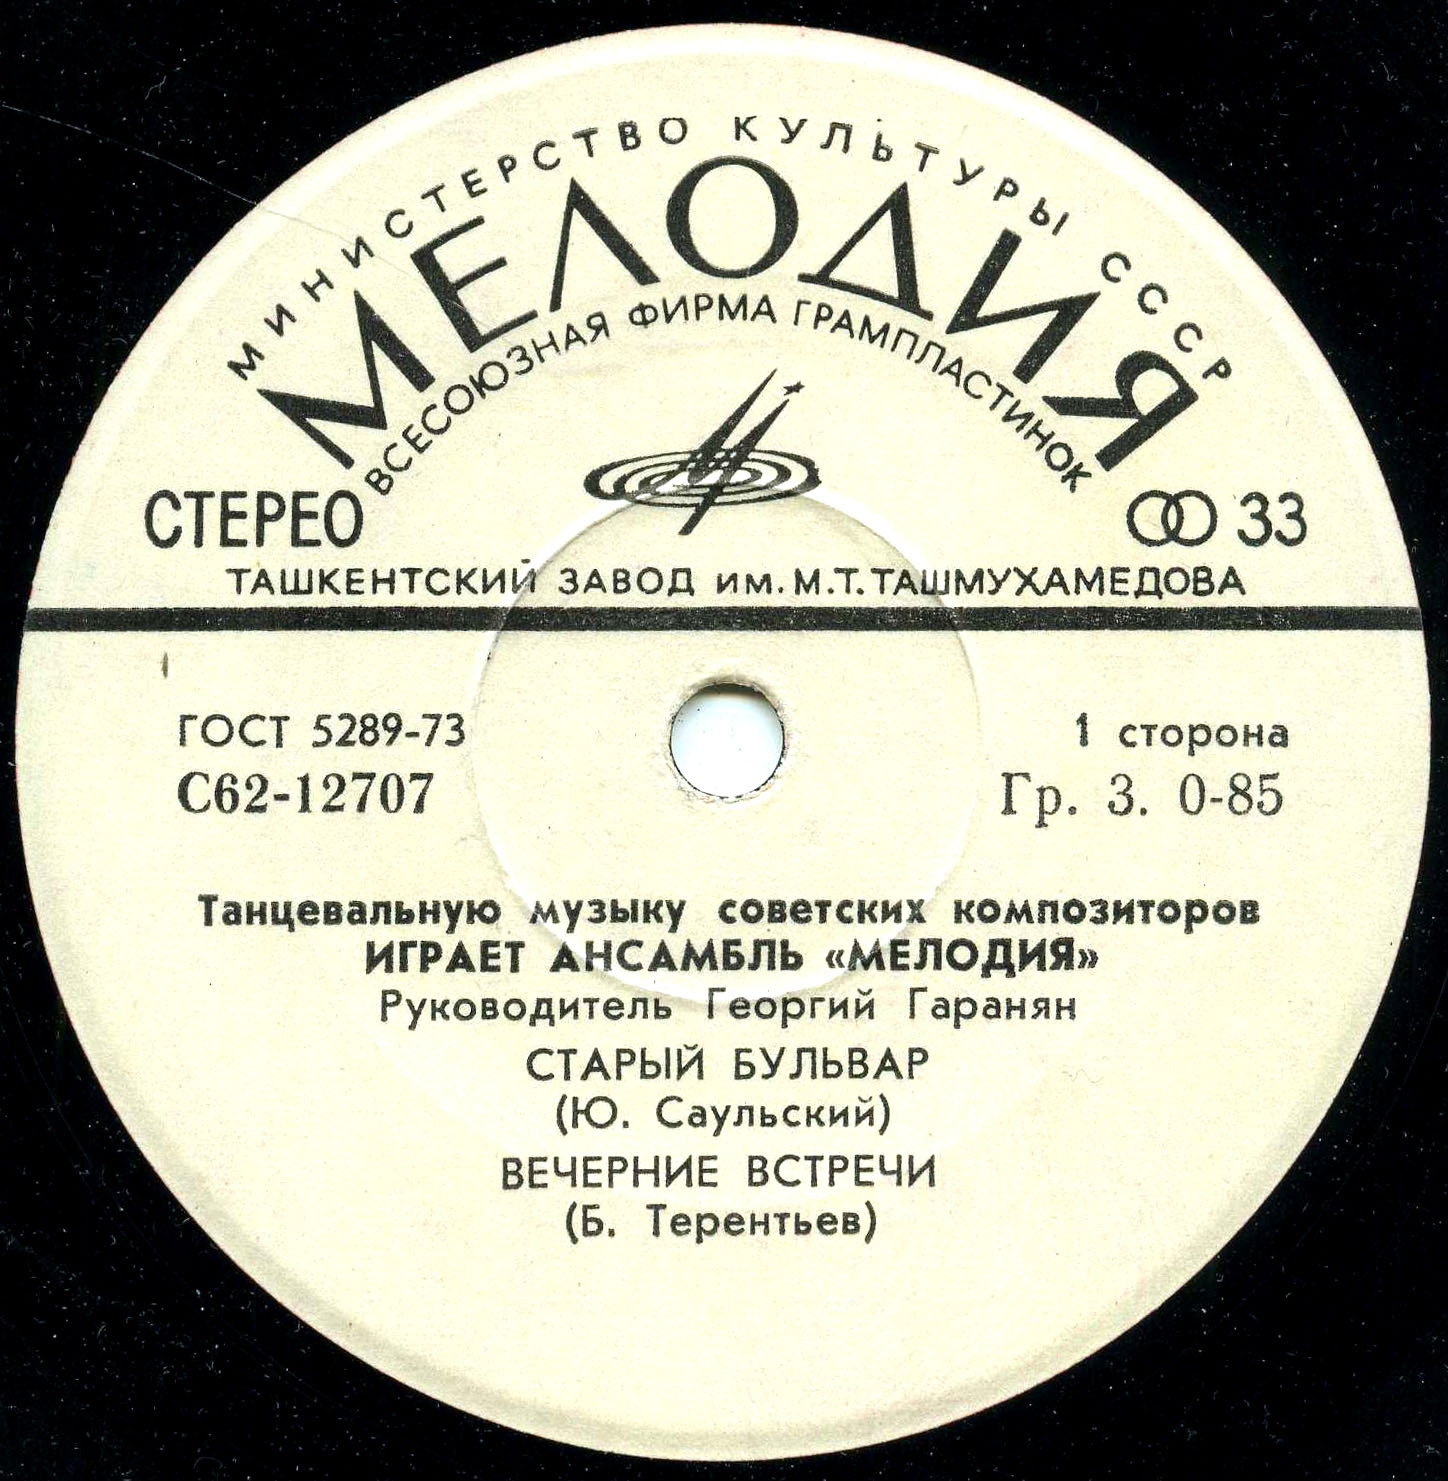 МИНИСТЕРСТВО КУЛЬТУРЫ СССР
МЕЛОДИЯ
ВСЕСОЮЗНАЯ ФИРМА ГРАМПЛАСТИНОК
СТЕРЕО 33
ТАШКЕНТСКИЙ ЗАВОД им. М.Т. ТАШМУХАМЕДОВА
ГОСТ 5289-73 1 сторона
С62-12707 Гр. 3. 0-85
Танцевальную музыку советских композиторов
ИГРАЕТ АНСАМБЛЬ «МЕЛОДИЯ»
Руководитель Георгий Гаранян
СТАРЫЙ БУЛЬВАР
(Ю. Саульский)
ВЕЧЕРНИЕ ВСТРЕЧИ
(Б. Терентьев)